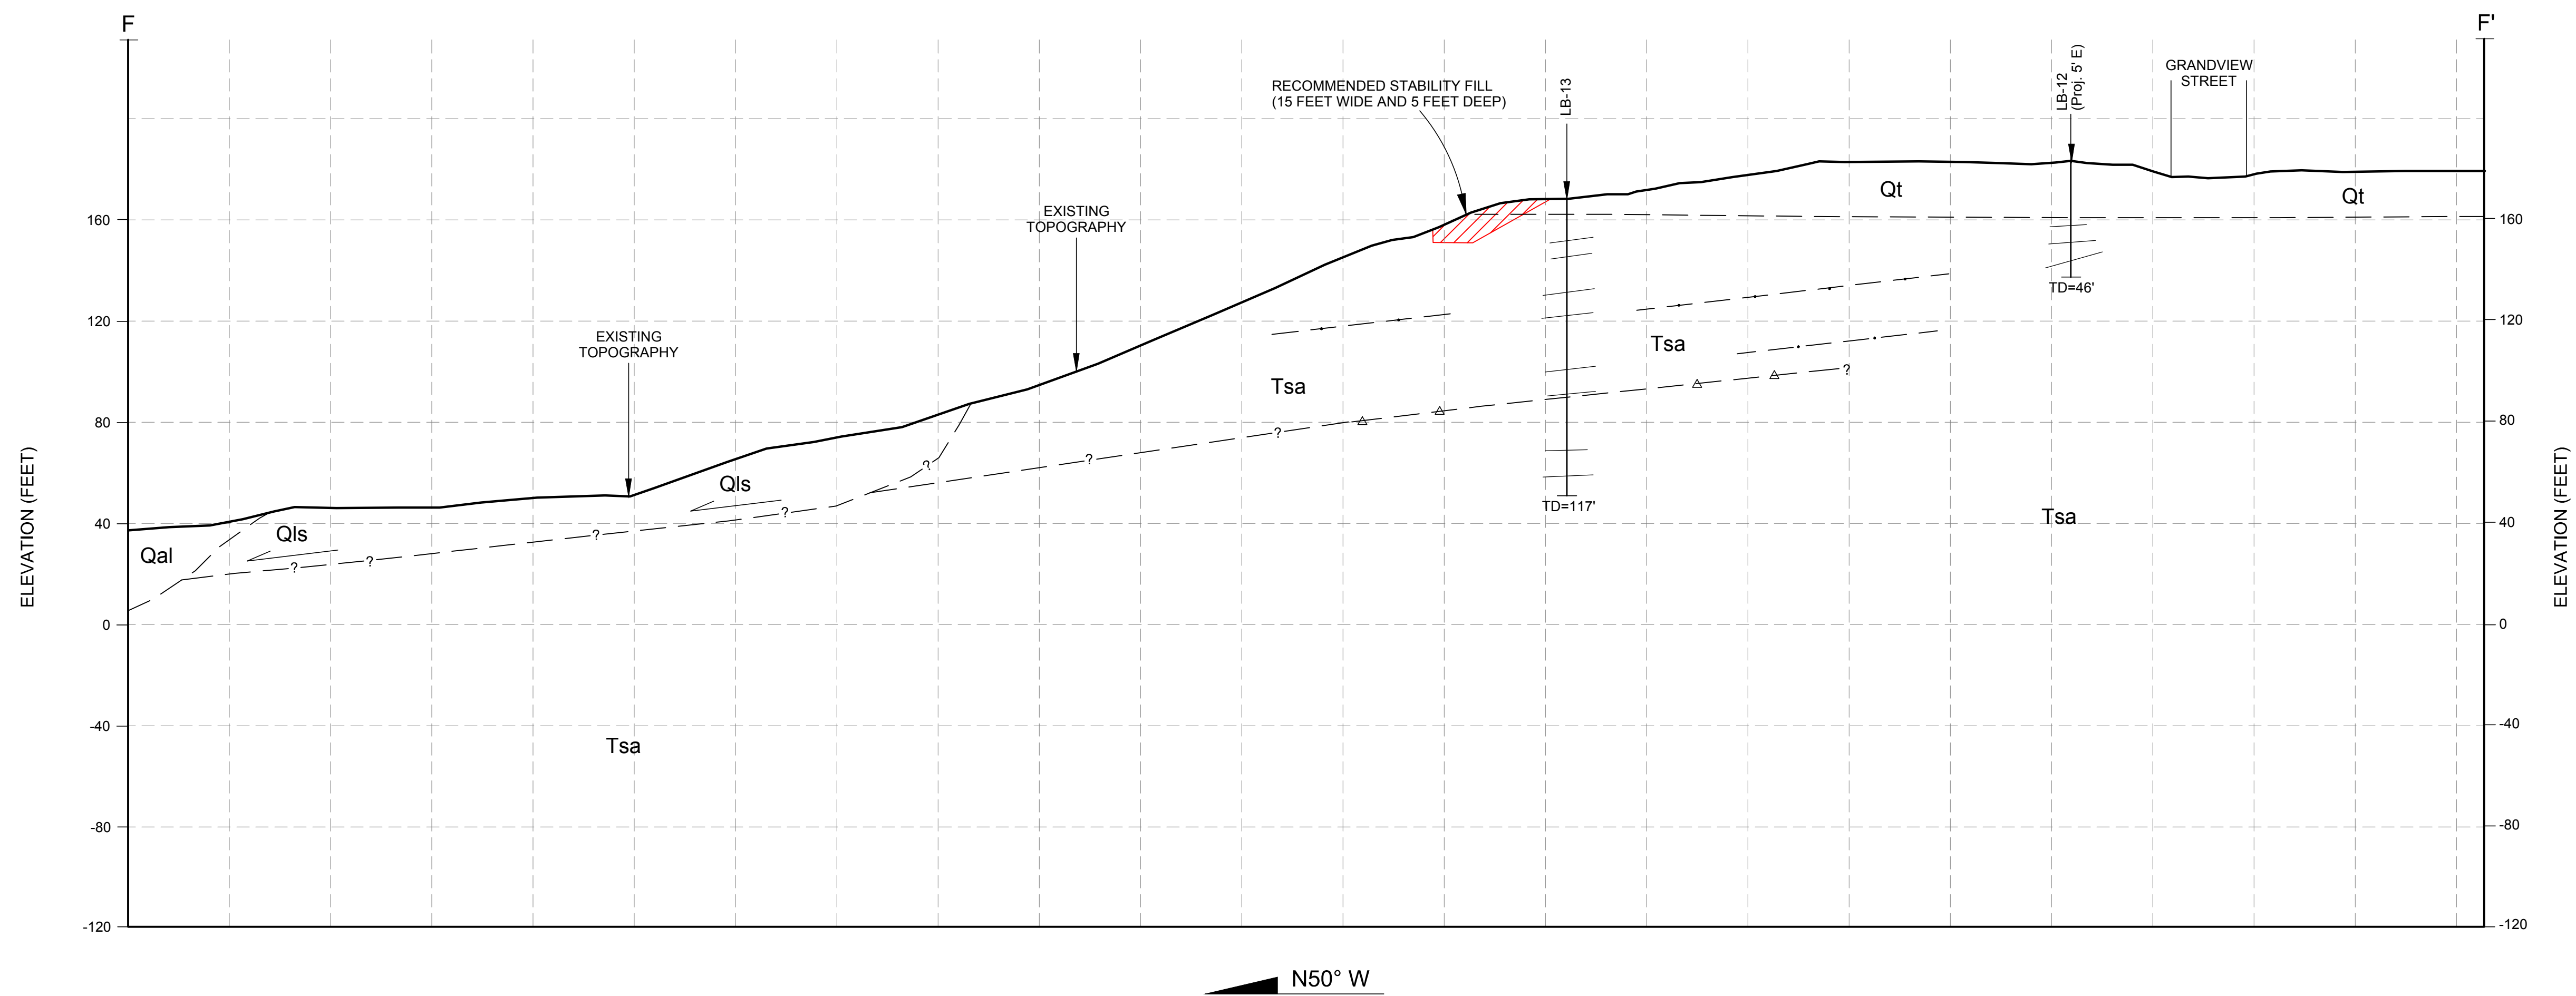 F
F'
RECOMMENDED STABILITY FILL
(15 FEET WIDE AND 5 FEET DEEP)
LB-13
LB-12
(Proj. 5' E)
GRANDVIEW
STREET
EXISTING
TOPOGRAPHY
EXISTING
TOPOGRAPHY
Qt
Qt
160
160
TD=46'
120
120
Tsa
Tsa
?
80
80
?
?
?
Qls
?
TD=117'
Tsa
40
40
Qls
?
Qal
?
?
0
0
-40
-40
Tsa
-80
-80
-120
-120
ELEVATION (FEET)
ELEVATION (FEET)
N50° W